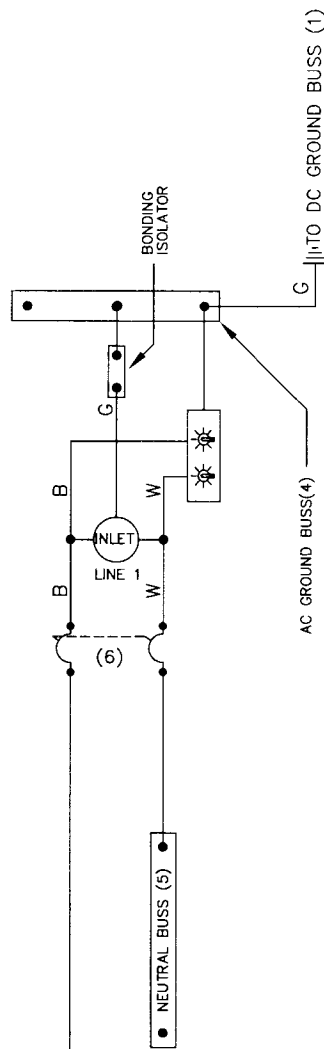 BONDING
ISOLATOR
TO DC GROUND BUSS (1)
G
G
B
B
INLET
LINE 1
W
W
(6)
AC GROUND BUSS(4)
NEUTRAL BUSS (5)